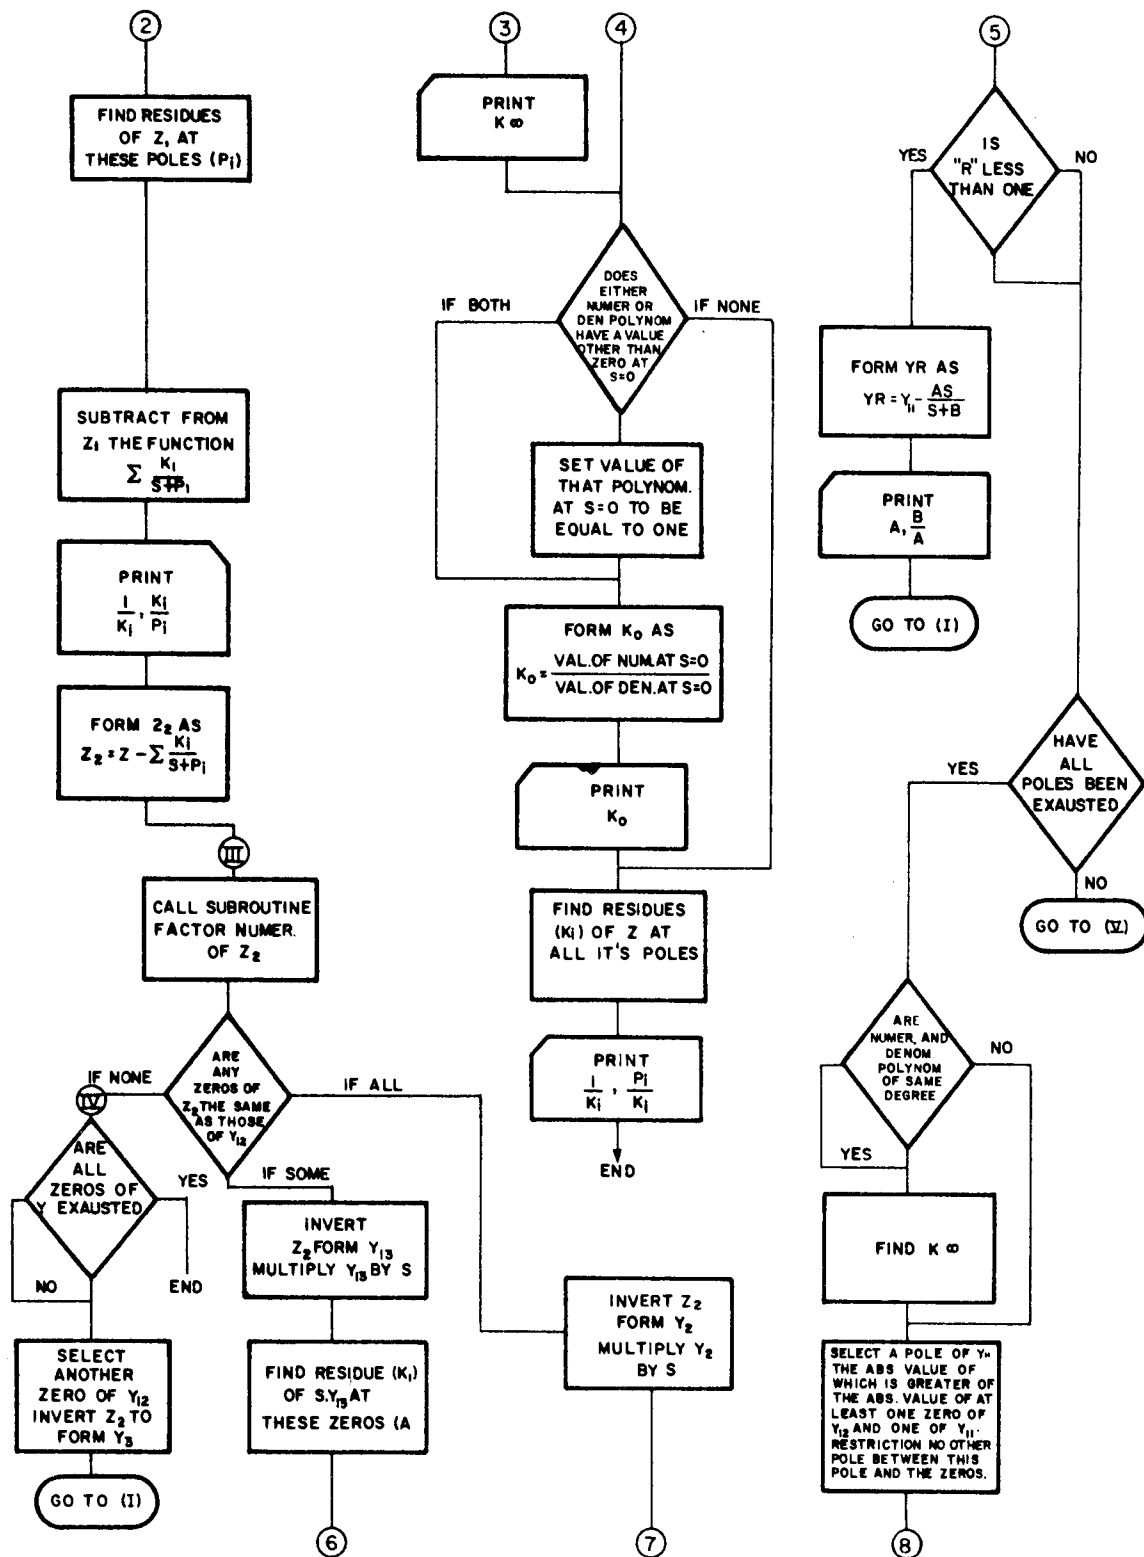 2
FIND RESIDUES
OF Z, AT
THESE POLES (Pi)
SUBTRACT FROM
Z1 THE FUNCTION
Σ K1/S+P1
PRINT
1/Ki, Ki/Pi
FORM 2₂ AS
Z₂ = Z - Σ Ki/S+Pi
III
CALL SUBROUTINE
FACTOR NUMER.
OF Z₂
ARE
ANY
ZEROS OF
Z₂ THE SAME
AS THOSE
OF Y₁₂
IF NONE
IF ALL
IF SOME
IV
ARE
ALL
ZEROS OF
Y EXAUSTED
YES
NO
END
SELECT
ANOTHER
ZERO OF Y₁₂
INVERT Z₂ TO
FORM Y₃
GO TO (I)
INVERT
Z₂ FORM Y₁₃
MULTIPLY Y₁₃ BY S
FIND RESIDUE (K₁)
OF S.Y₁₃ AT
THESE ZEROS (A
6
3
PRINT
K∞
4
DOES
EITHER
NUMER OR
DEN POLYNOM
HAVE A VALUE
OTHER THAN
ZERO AT
S=0
IF BOTH
IF NONE
SET VALUE OF
THAT POLYNOM.
AT S=0 TO BE
EQUAL TO ONE
FORM K₀ AS
K₀ = VAL.OF NUM.AT S=0/VAL.OF DEN.AT S=0
PRINT
K₀
FIND RESIDUES
(Ki) OF Z AT
ALL IT'S POLES
PRINT
1/Ki, Pi/Ki
END
INVERT Z₂
FORM Y₂
MULTIPLY Y₂
BY S
7
5
IS
"R" LESS
THAN ONE
YES
NO
FORM YR AS
YR = Y₁₁ - AS/S+B
PRINT
A, B/A
GO TO (I)
HAVE
ALL
POLES BEEN
EXAUSTED
YES
NO
GO TO (V)
ARE
NUMER. AND
DENOM
POLYNOM
OF SAME
DEGREE
NO
YES
FIND K∞
SELECT A POLE OF
THE ABS VALUE OF
WHICH IS GREATER OF
THE ABS. VALUE OF AT
LEAST ONE ZERO OF
Y₁₂ AND ONE OF Y₁₁.
RESTRICTION NO OTHER
POLE BETWEEN THIS
POLE AND THE ZEROS.
8